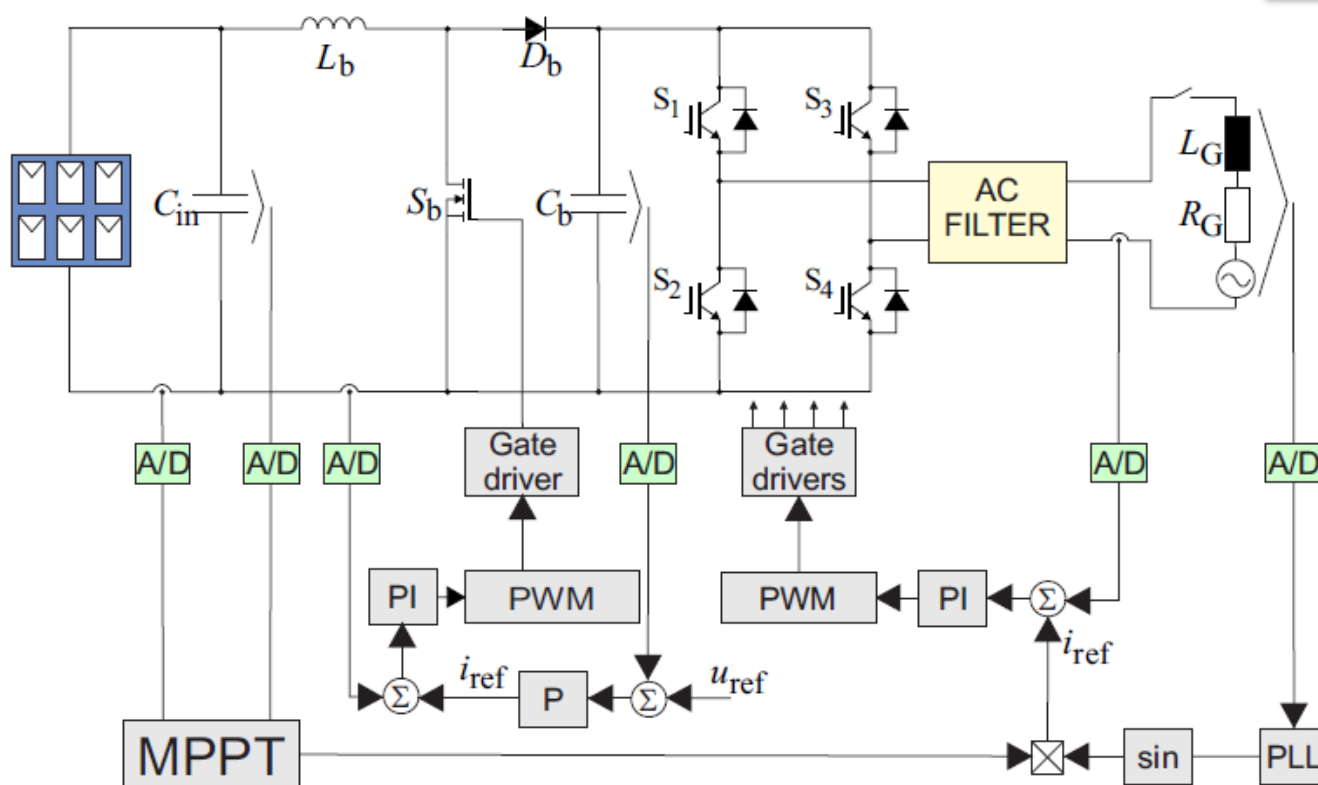 L_b
D_b
S_1
S_3
C_in
S_b
C_b
AC
FILTER
L_G
R_G
S_2
S_4
A/D
A/D
A/D
Gate
driver
A/D
Gate
drivers
A/D
A/D
PI
PWM
PWM
PI
Σ
i_ref
Σ
i_ref
P
Σ
u_ref
MPPT
sin
PLL